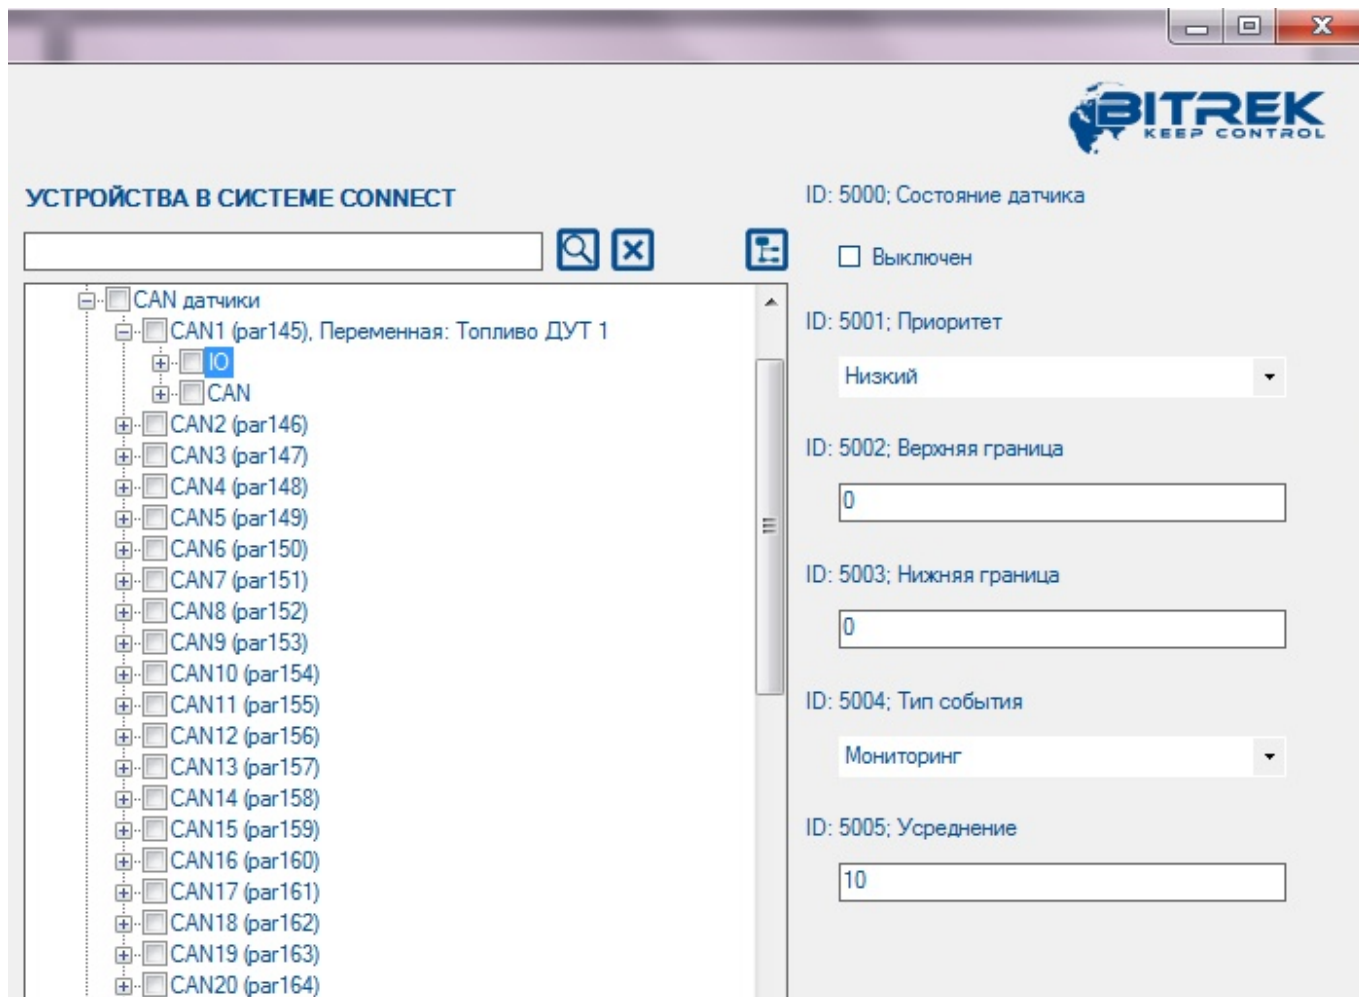 BITREK
KEEP CONTROL
УСТРОЙСТВА В СИСТЕМЕ CONNECT
CAN датчики
CAN1 (par145), Переменная: Топливо ДУТ 1
IO
CAN
CAN2 (par146)
CAN3 (par147)
CAN4 (par148)
CAN5 (par149)
CAN6 (par150)
CAN7 (par151)
CAN8 (par152)
CAN9 (par153)
CAN10 (par154)
CAN11 (par155)
CAN12 (par156)
CAN13 (par157)
CAN14 (par158)
CAN15 (par159)
CAN16 (par160)
CAN17 (par161)
CAN18 (par162)
CAN19 (par163)
CAN20 (par164)
ID: 5000; Состояние датчика
Выключен
ID: 5001; Приоритет
Низкий
ID: 5002; Верхняя граница
0
ID: 5003; Нижняя граница
0
ID: 5004; Тип события
Мониторинг
ID: 5005; Усреднение
10